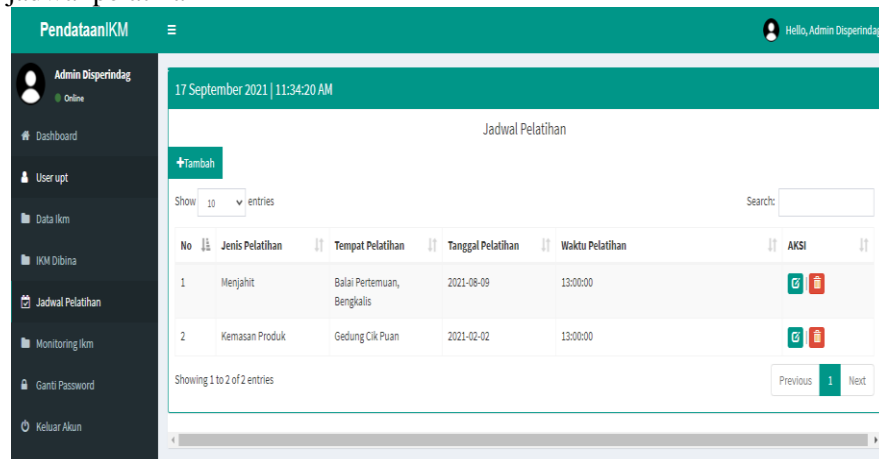 PendataanIKM
Hello, Admin Disperindag
Admin Disperindag
Online
Dashboard
User upt
Data Ikm
IKM Dibina
Jadwal Pelatihan
Monitoring Ikm
Ganti Password
Keluar Akun
17 September 2021 | 11:34:20 AM
Jadwal Pelatihan
+Tambah
Show 10 entries
Search:
No Jenis Pelatihan Tempat Pelatihan Tanggal Pelatihan Waktu Pelatihan AKSI
1 Menjahit Balai Pertemuan, 2021-08-09 13:00:00
Bengkalis
2 Kemasan Produk Gedung Cik Puan 2021-02-02 13:00:00
Showing 1 to 2 of 2 entries
Previous 1 Next